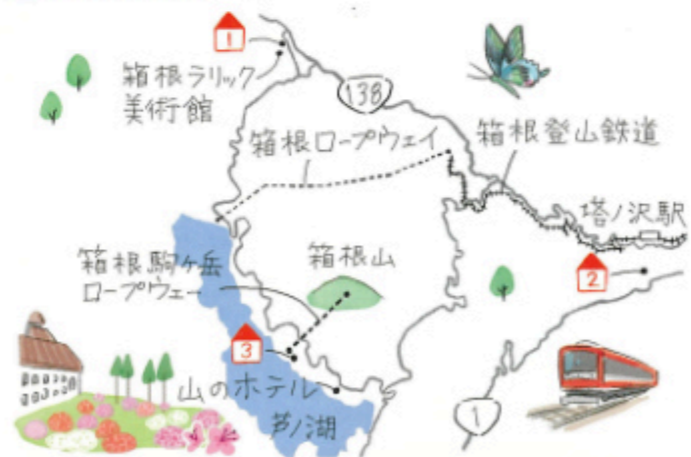 1
箱根ラリック
美術館
138
箱根ロープウェイ
箱根登山鉄道
塔ノ沢駅
箱根駒ヶ岳
ロープウェー
箱根山
2
3
山のホテル
芦ノ湖
1